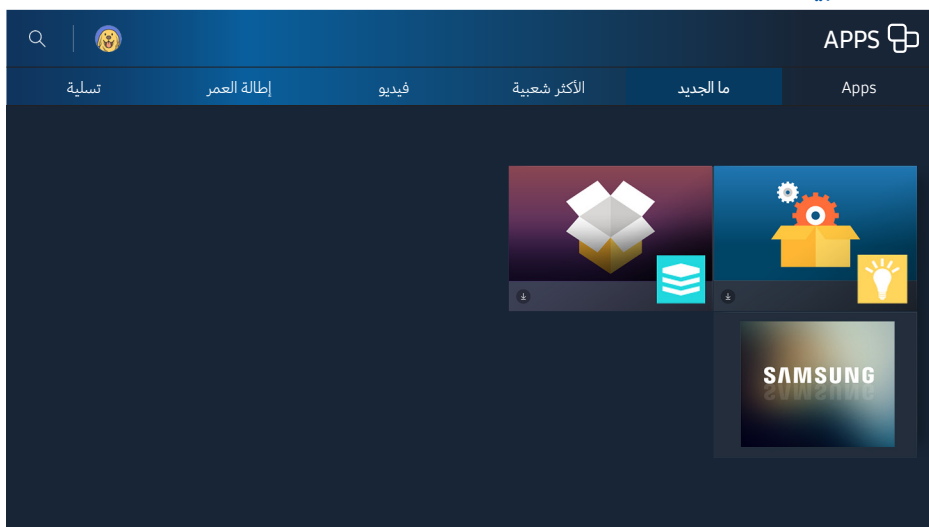 APPS
Apps
ما الجديد
الأكثر شعبية
فيديو
إطالة العمر
تسلية
SAMSUNG